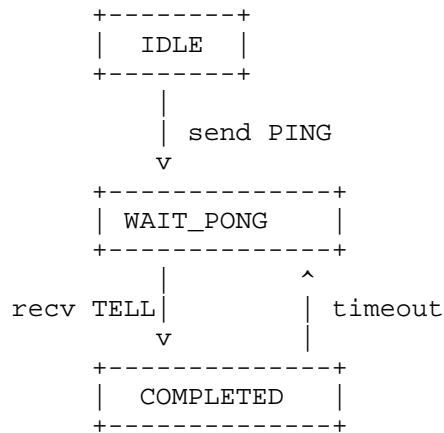 +--------+
|  IDLE  |
+--------+
|
| send PING
v
+--------------+
| WAIT_PONG    |
+--------------+
|        ^
recv TELL|        | timeout
v        |
+--------------+
|  COMPLETED   |
+--------------+